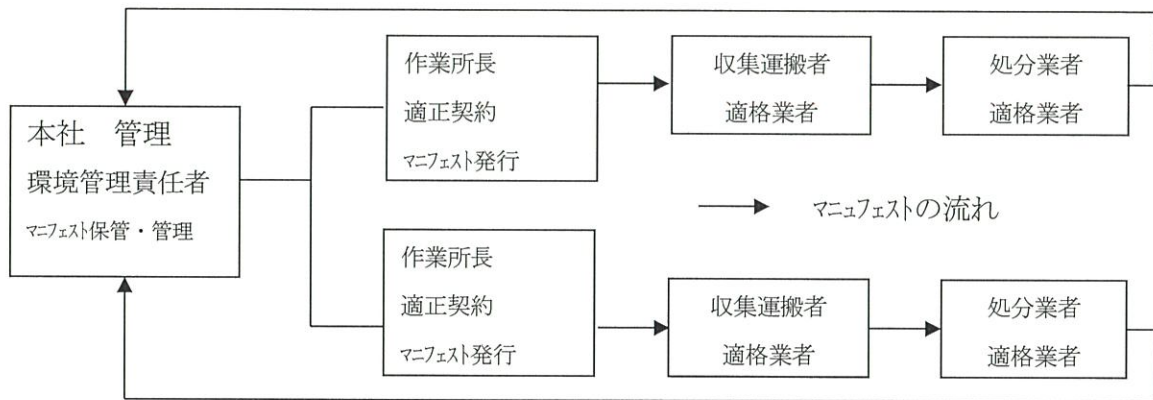 本社　管理
環境管理責任者
マニフェスト保管・管理
作業所長
適正契約
マニフェスト発行
収集運搬者
適格業者
処分業者
適格業者
マニュフェストの流れ
作業所長
適正契約
マニフェスト発行
収集運搬者
適格業者
処分業者
適格業者